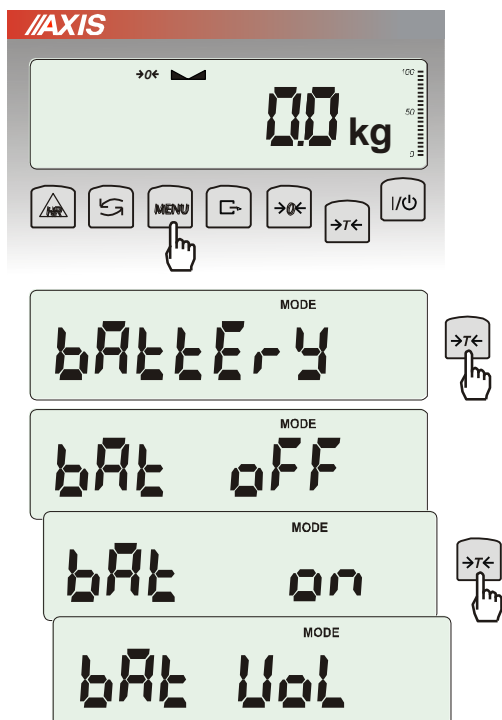 //AXIS
→0←
100
0.0 kg
50
0
HR MENU →0← →T← I/⏻
MODE
bAttErY →T←
MODE
bAt oFF
MODE
bAt on →T←
MODE
bAt UoL